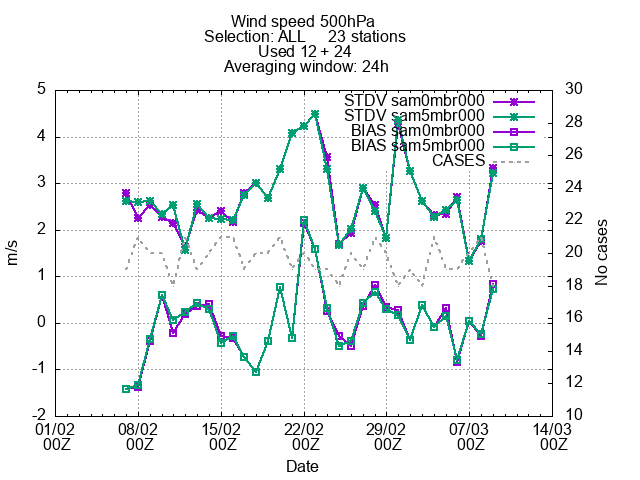 Wind speed 500hPa
Selection: ALL 23 stations
Used 12 + 24
Averaging window: 24h
STDV sam0mbr000
STDV sam5mbr000
BIAS sam0mbr000
BIAS sam5mbr000
CASES
5
4
3
2
1
0
-1
-2
m/s
30
28
26
24
22
20
18
16
14
12
10
No cases
01/02 08/02 15/02 22/02 29/02 07/03 14/03
00Z 00Z 00Z 00Z 00Z 00Z 00Z
Date